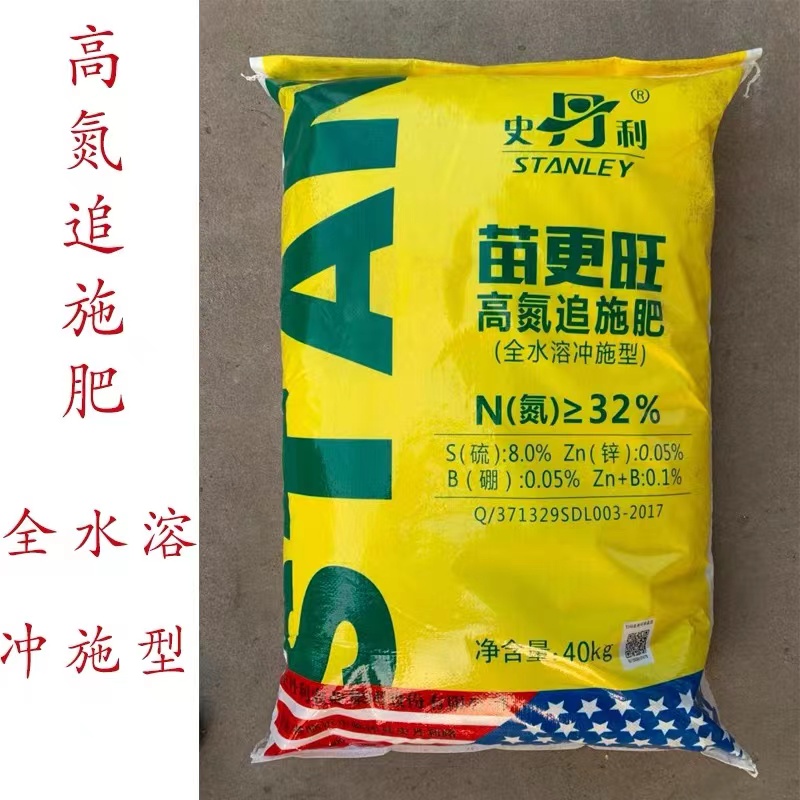 高氮追施肥
全水溶
冲施型
STAN
史丹利®
STANLEY
苗更旺
高氮追施肥
(全水溶冲施型)
N(氮)≥32%
S(硫):8.0% Zn(锌):0.05%
B(硼):0.05% Zn+B:0.1%
Q/371329SDL003-2017
净含量:40kg